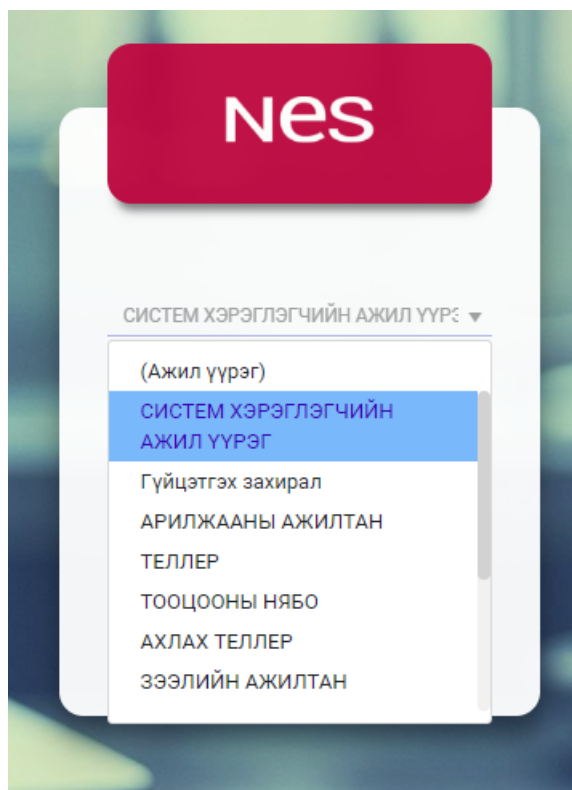 Nes
СИСТЕМ ХЭРЭГЛЭГЧИЙН АЖИЛ ҮҮРЭ
(Ажил үүрэг)
СИСТЕМ ХЭРЭГЛЭГЧИЙН
АЖИЛ ҮҮРЭГ
Гүйцэтгэх захирал
АРИЛЖААНЫ АЖИЛТАН
ТЕЛЛЕР
ТООЦООНЫ НЯБО
АХЛАХ ТЕЛЛЕР
ЗЭЭЛИЙН АЖИЛТАН